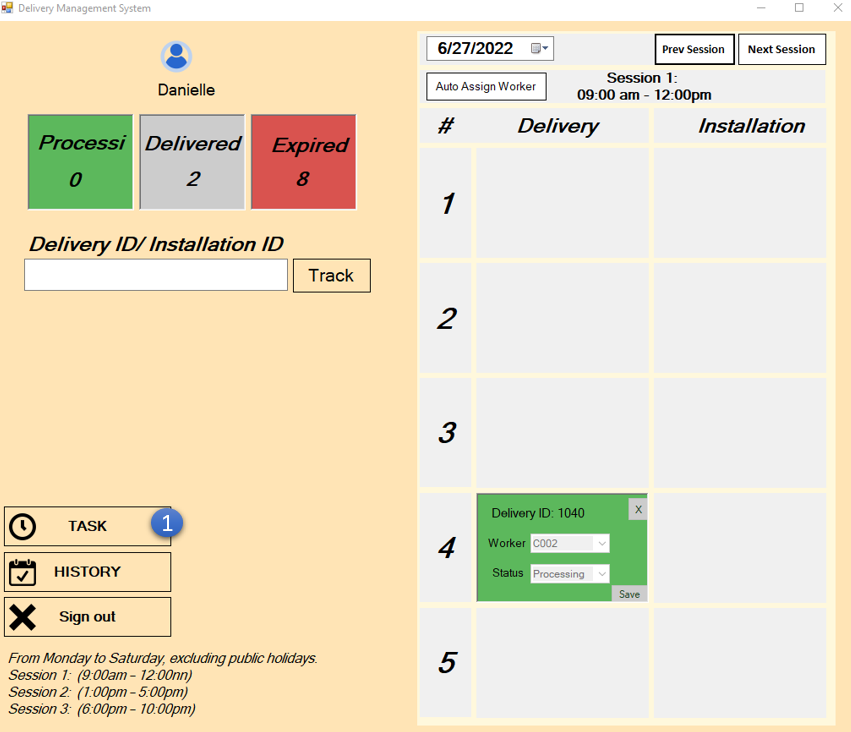 Delivery Management System
Danielle
Processi
0
Delivered
2
Expired
8
Delivery ID/ Installation ID
Track
TASK
1
HISTORY
Sign out
From Monday to Saturday, excluding public holidays.
Session 1: (9:00am - 12:00nn)
Session 2: (1:00pm - 5:00pm)
Session 3: (6:00pm - 10:00pm)
6/27/2022
Prev Session
Next Session
Auto Assign Worker
Session 1:
09:00 am - 12:00pm
# Delivery Installation
1
2
3
4
Delivery ID: 1040
X
Worker C002
Status Processing
Save
5